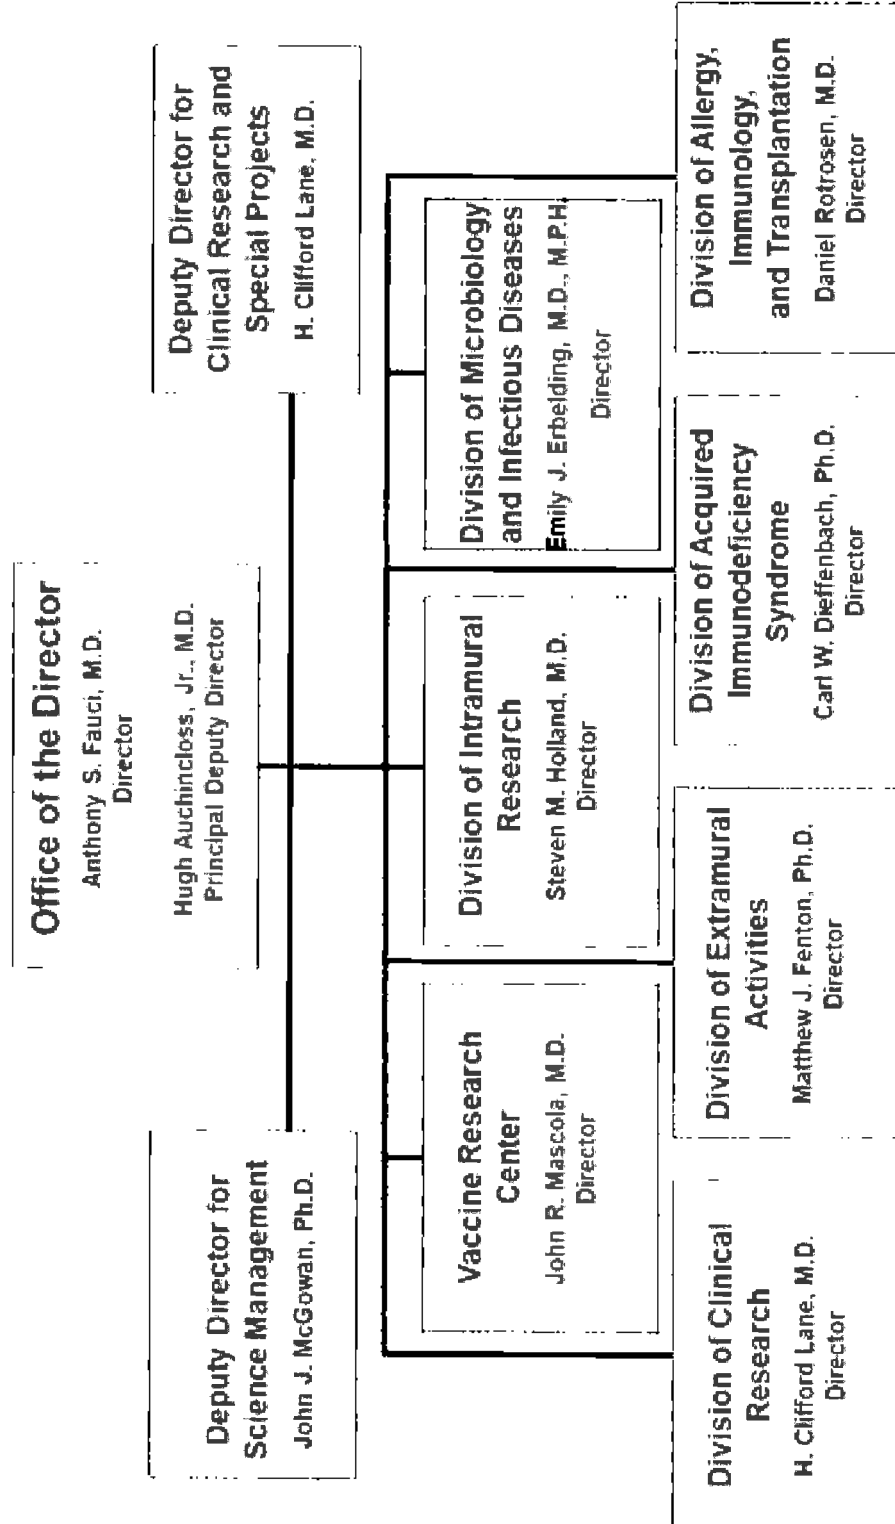 Office of the Director
Anthony S. Fauci, M.D.
Director
Hugh Auchincloss, Jr., M.D.
Principal Deputy Director
Deputy Director for
Science Management
John J. McGowan, Ph.D.
Deputy Director for
Clinical Research and
Special Projects
H. Clifford Lane, M.D.
Vaccine Research
Center
John R. Mascola, M.D.
Director
Division of Intramural
Research
Steven M. Holland, M.D.
Director
Division of Microbiology
and Infectious Diseases
Emily J. Erbelding, M.D., M.P.H.
Director
Division of Clinical
Research
H. Clifford Lane, M.D.
Director
Division of Extramural
Activities
Matthew J. Fenton, Ph.D.
Director
Division of Acquired
Immunodeficiency
Syndrome
Carl W. Dieffenbach, Ph.D.
Director
Division of Allergy,
Immunology,
and Transplantation
Daniel Rotrosen, M.D.
Director